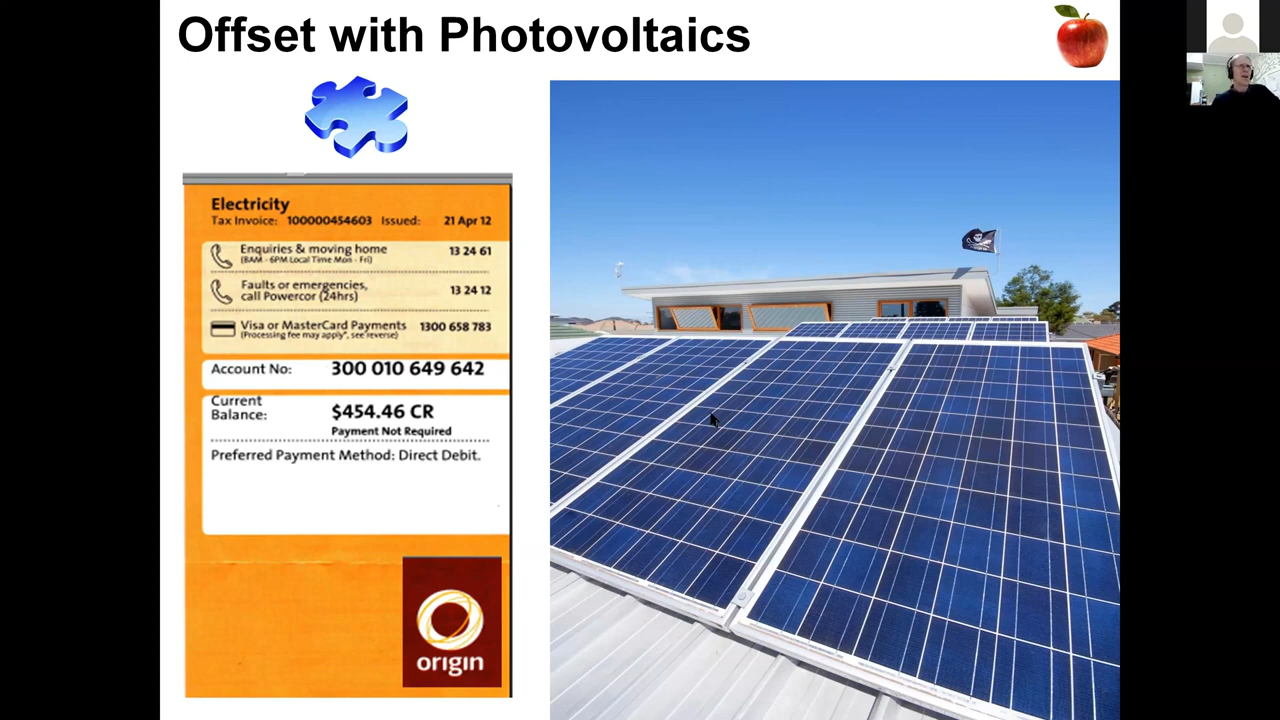 Offset with Photovoltaics
Electricity
Tax Invoice: 100000454603 Issued: 21 Apr 12
Enquiries & moving home 13 24 61
(8AM - 6PM Local Time Mon - Fri)
Faults or emergencies,
call Powercor (24hrs) 13 24 12
Visa or MasterCard Payments 1300 658 783
(Processing fee may apply*, see reverse)
Account No: 300 010 649 642
Current
Balance: $454.46 CR
Payment Not Required
Preferred Payment Method: Direct Debit.
origin